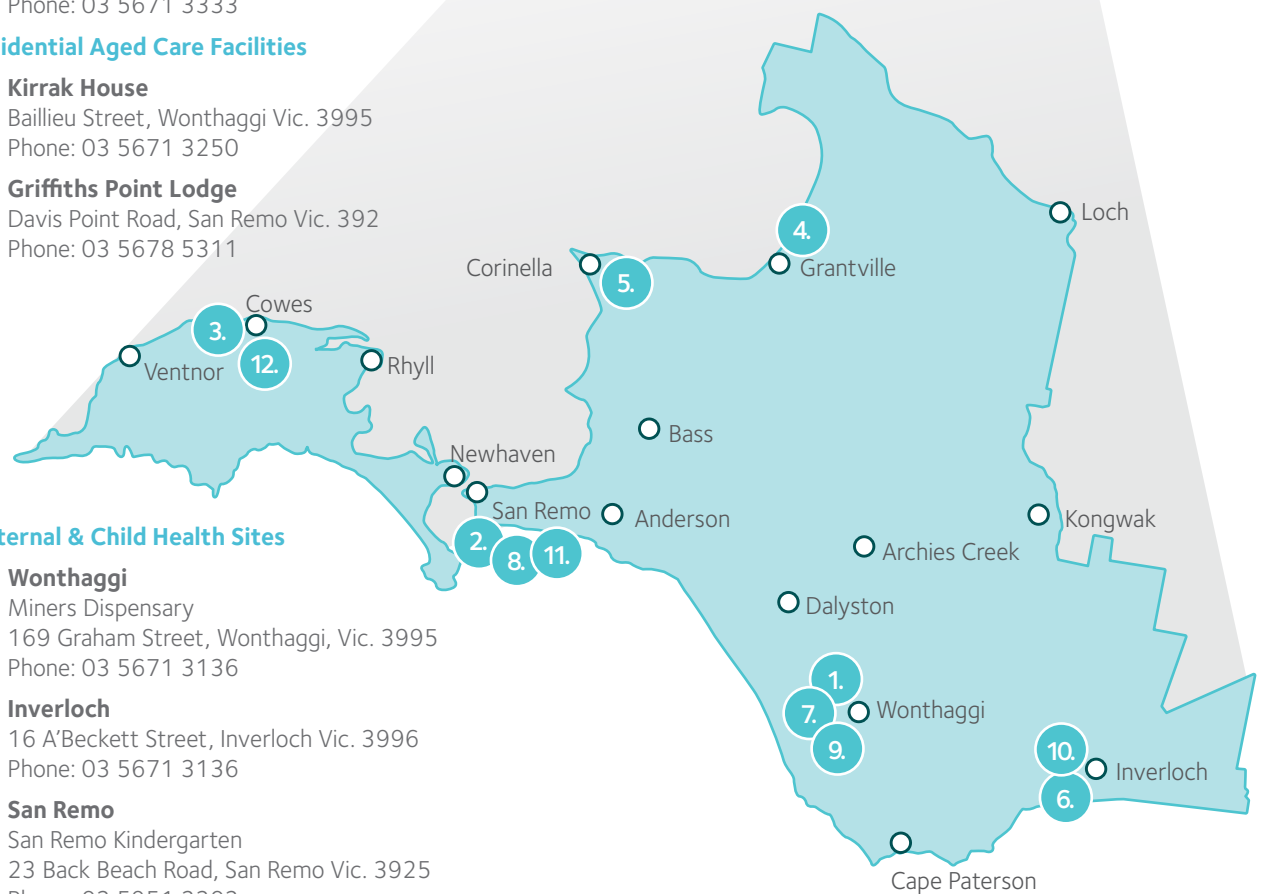 Phone: 03 5671 3333
idential Aged Care Facilities
Kirrak House
Baillieu Street, Wonthaggi Vic. 3995
Phone: 03 5671 3250
Griffiths Point Lodge
Davis Point Road, San Remo Vic. 392
Phone: 03 5678 5311
ternal & Child Health Sites
Wonthaggi
Miners Dispensary
169 Graham Street, Wonthaggi, Vic. 3995
Phone: 03 5671 3136
Inverloch
16 A'Beckett Street, Inverloch Vic. 3996
Phone: 03 5671 3136
San Remo
San Remo Kindergarten
23 Back Beach Road, San Remo Vic. 3925
Loch
4.
Grantville
Corinella
5.
Cowes
3.
12.
Ventnor
Rhyll
Bass
Newhaven
San Remo
Anderson
2.
8.
11.
Kongwak
Archies Creek
Dalyston
1.
7.
Wonthaggi
9.
10.
Inverloch
6.
Cape Paterson